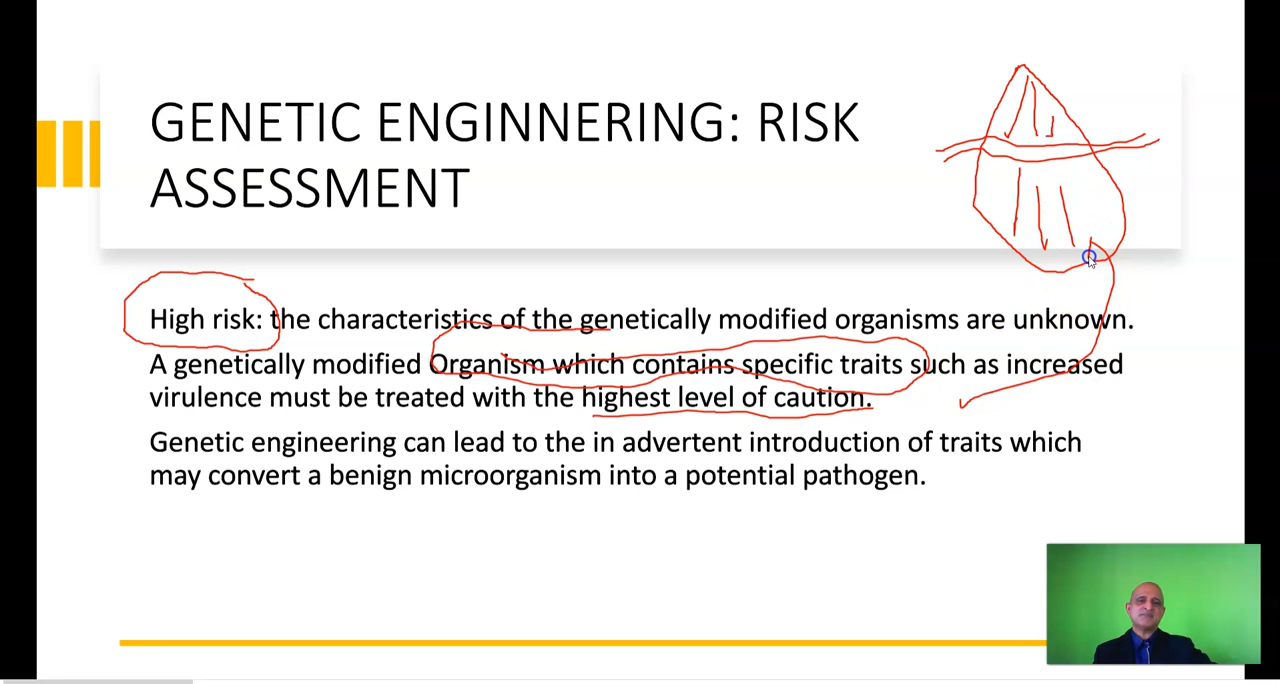 GENETIC ENGINNERING: RISK
ASSESSMENT
High risk: the characteristics of the genetically modified organisms are unknown.
A genetically modified Organism which contains specific traits such as increased
virulence must be treated with the highest level of caution.
Genetic engineering can lead to the in advertent introduction of traits which
may convert a benign microorganism into a potential pathogen.